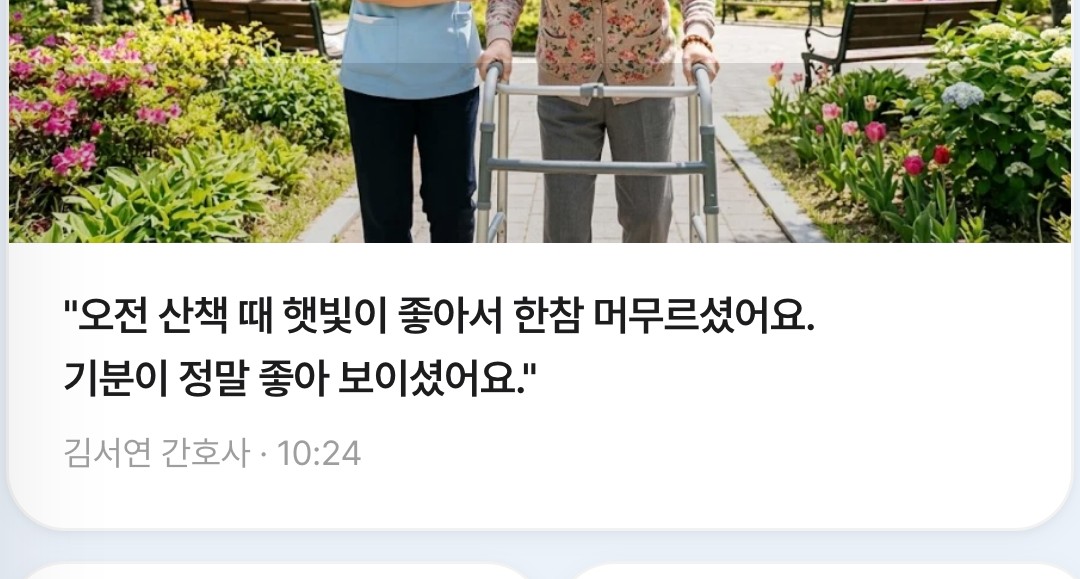 "오전 산책 때 햇빛이 좋아서 한참 머무르셨어요.
기분이 정말 좋아 보이셨어요."
김서연 간호사 · 10:24